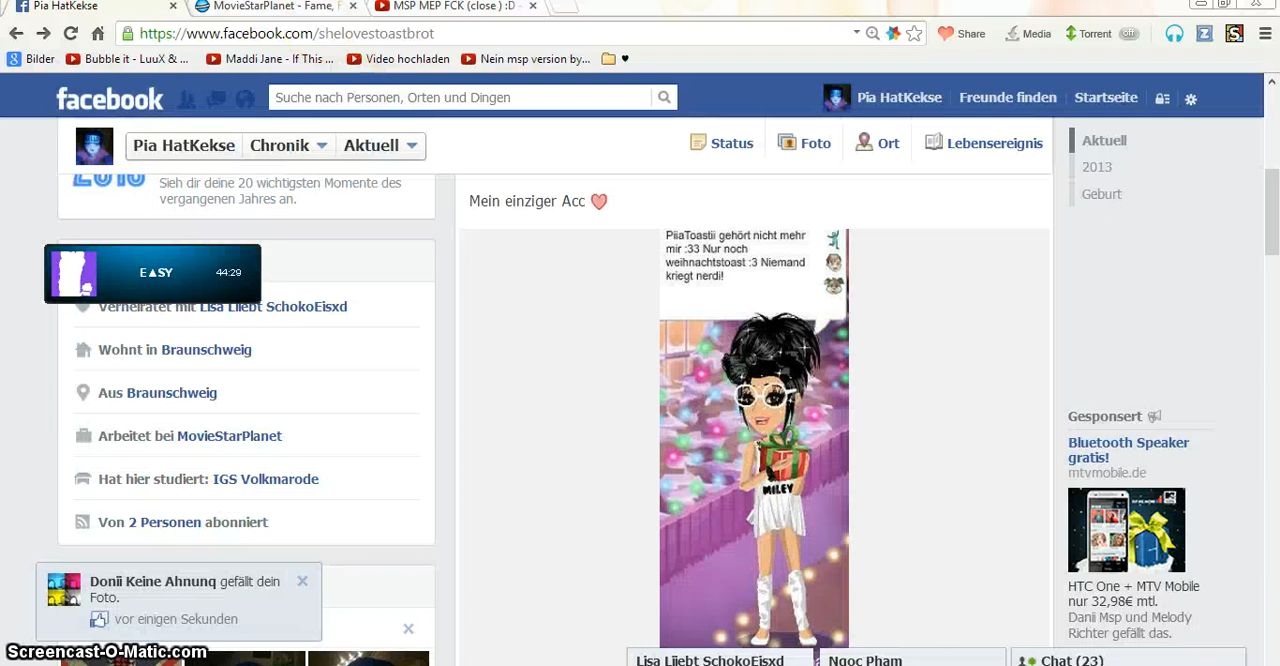 Pia HatKekse
MovieStarPlanet - Fame, F
MSP MEP FCK (close ) :D -
https://www.facebook.com/shelovestoastbrot
Share
Media
Torrent
Bilder
Bubble it - LuuX & ...
Maddi Jane - If This ...
Video hochladen
Nein msp version by...
facebook
Suche nach Personen, Orten und Dingen
Pia HatKekse
Freunde finden
Startseite
Pia HatKekse
Chronik
Aktuell
Status
Foto
Ort
Lebensereignis
Aktuell
2013
Geburt
Sieh dir deine 20 wichtigsten Momente des
vergangenen Jahres an.
E▲SY
44:29
Verheiratet mit Lisa Liiebt SchokoEisxd
Wohnt in Braunschweig
Aus Braunschweig
Arbeitet bei MovieStarPlanet
Hat hier studiert: IGS Volkmarode
Von 2 Personen abonniert
Donii Keine Ahnunq gefällt dein
Foto.
vor einigen Sekunden
Mein einziger Acc
PiiaToastii gehört nicht mehr
mir :33 Nur noch
weihnachtstoast :3 Niemand
kriegt nerdi!
MILEY
Gesponsert
Bluetooth Speaker
gratis!
mtvmobile.de
HTC One + MTV Mobile
nur 32,98€ mtl.
Danii Msp und Melody
Richter gefällt das.
Lisa Liiebt SchokoEisxd
Ngoc Pham
Chat (23)
Screencast-O-Matic.com